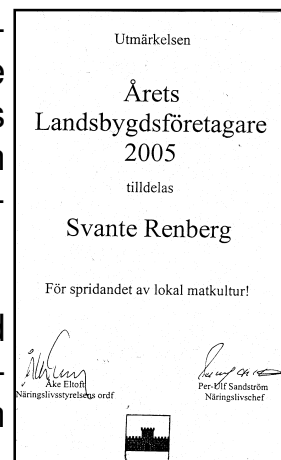 Utmärkelsen
Årets
Landsbygdsföretagare
2005
tilldelas
Svante Renberg
För spridandet av lokal matkultur!
Åke Eltoft
Näringslivsstyrelsens ordf
Per-Ulf Sandström
Näringslivschef